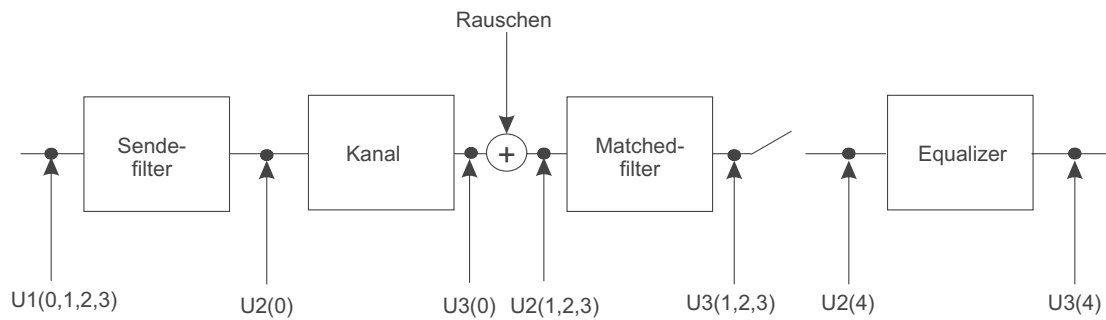 Rauschen
Sende-
filter
Kanal
+
Matched-
filter
Equalizer
U1(0,1,2,3)
U2(0)
U3(0)
U2(1,2,3)
U3(1,2,3)
U2(4)
U3(4)